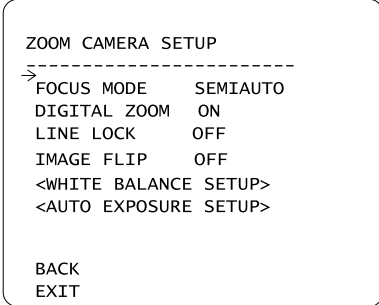 ZOOM CAMERA SETUP
------------------------
→
FOCUS MODE SEMIAUTO
DIGITAL ZOOM ON
LINE LOCK OFF
IMAGE FLIP OFF
<WHITE BALANCE SETUP>
<AUTO EXPOSURE SETUP>
BACK
EXIT